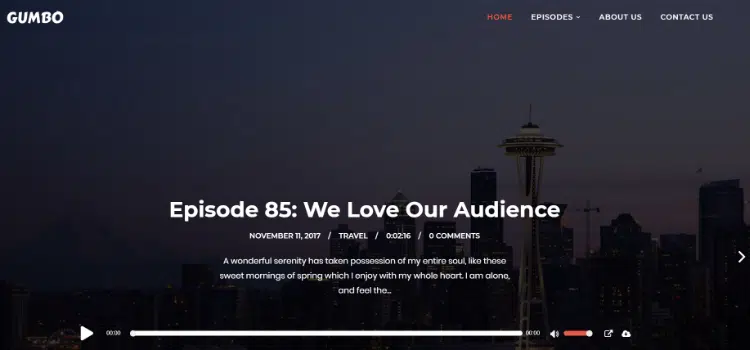 GUMBO
HOME EPISODES ABOUT US CONTACT US
Episode 85: We Love Our Audience
NOVEMBER 11, 2017 / TRAVEL / 0:02:16 / 0 COMMENTS
A wonderful serenity has taken possession of my entire soul, like these
sweet mornings of spring which I enjoy with my whole heart. I am alone,
and feel the...
00:00 00:00